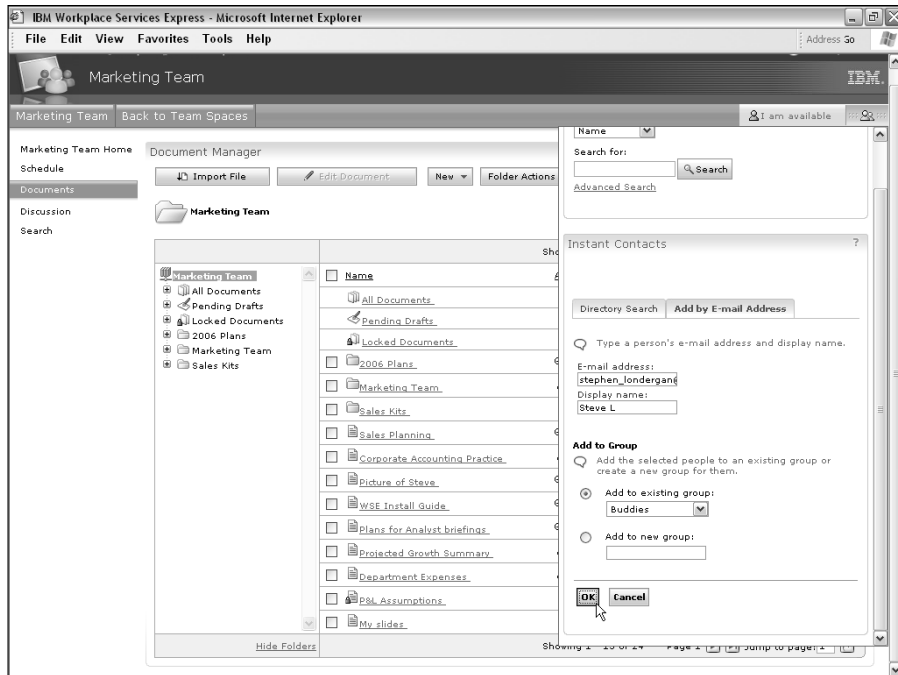 IBM Workplace Services Express - Microsoft Internet Explorer
File Edit View Favorites Tools Help
Address Go
Marketing Team
IBM.
Marketing Team Back to Team Spaces
I am available
Marketing Team Home
Schedule
Documents
Discussion
Search
Document Manager
Import File Edit Document New Folder Actions
Marketing Team
Sho
Marketing Team
All Documents
Pending Drafts
Locked Documents
2006 Plans
Marketing Team
Sales Kits
Hide Folders
Name
All Documents
Pending Drafts
Locked Documents
2006 Plans
Marketing Team
Sales Kits
Sales Planning
Corporate Accounting Practice
Picture of Steve
WSE Install Guide
Plans for Analyst briefings
Projected Growth Summary
Department Expenses
P&L Assumptions
My slides
Name
Search for:
Search
Advanced Search
Instant Contacts ?
Directory Search Add by E-mail Address
Type a person's e-mail address and display name.
E-mail address:
stephen_londergan@
Display name:
Steve L
Add to Group
Add the selected people to an existing group or
create a new group for them.
Add to existing group:
Buddies
Add to new group:
OK Cancel
Page 1 Jump to page: 1